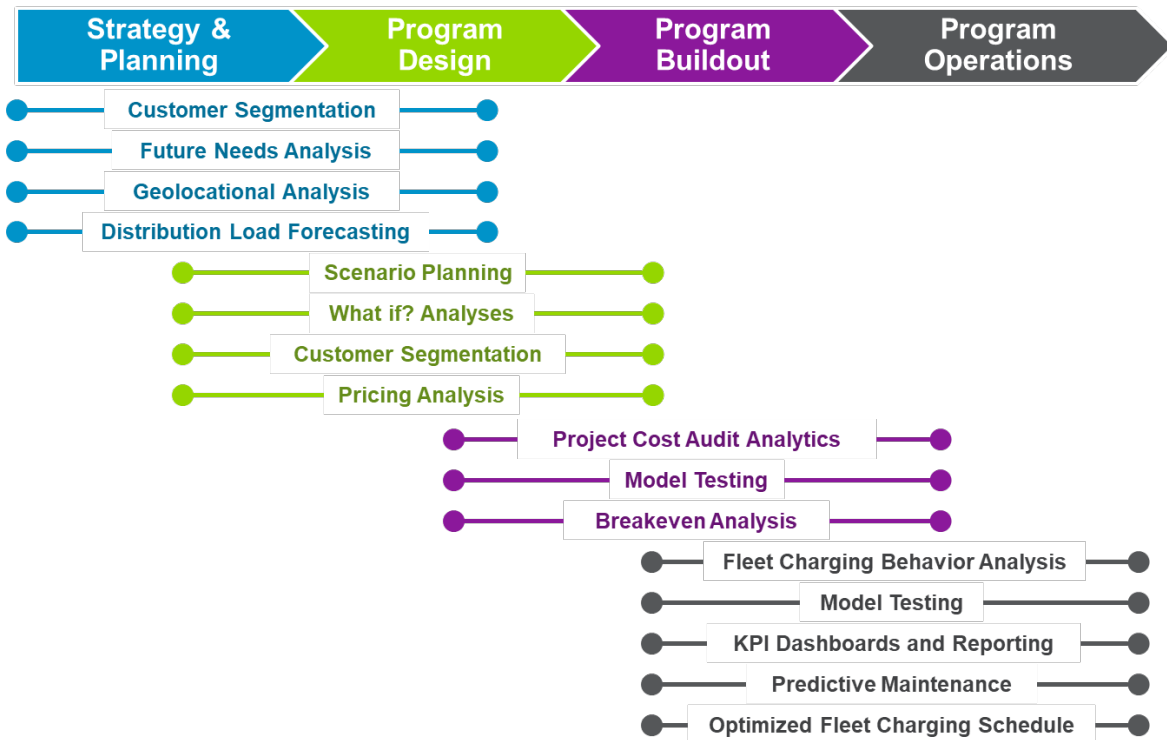 Strategy &
Planning
Program
Design
Program
Buildout
Program
Operations
Customer Segmentation
Future Needs Analysis
Geolocational Analysis
Distribution Load Forecasting
Scenario Planning
What if? Analyses
Customer Segmentation
Pricing Analysis
Project Cost Audit Analytics
Model Testing
Breakeven Analysis
Fleet Charging Behavior Analysis
Model Testing
KPI Dashboards and Reporting
Predictive Maintenance
Optimized Fleet Charging Schedule